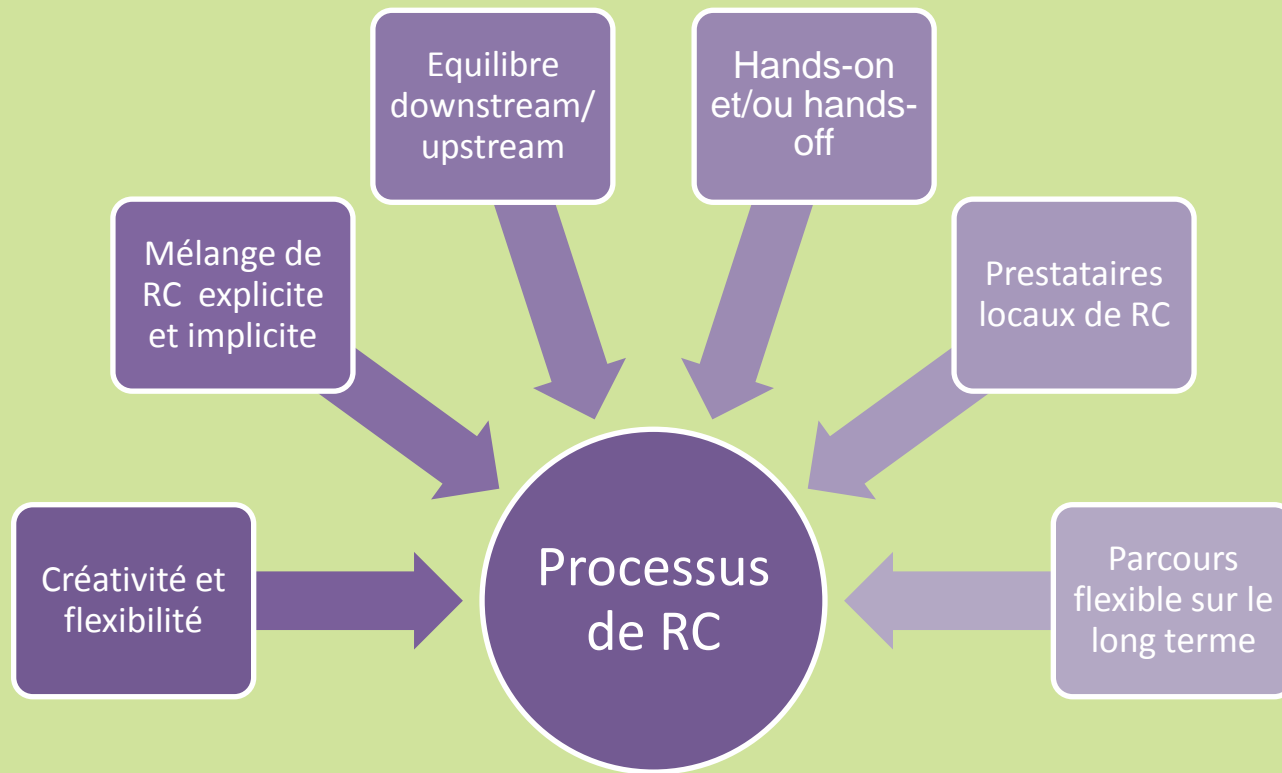 Equilibre
downstream/
upstream
Hands-on
et/ou hands-
off
Mélange de
RC explicite
et implicite
Prestataires
locaux de RC
Créativité et
flexibilité
Processus
de RC
Parcours
flexible sur le
long terme